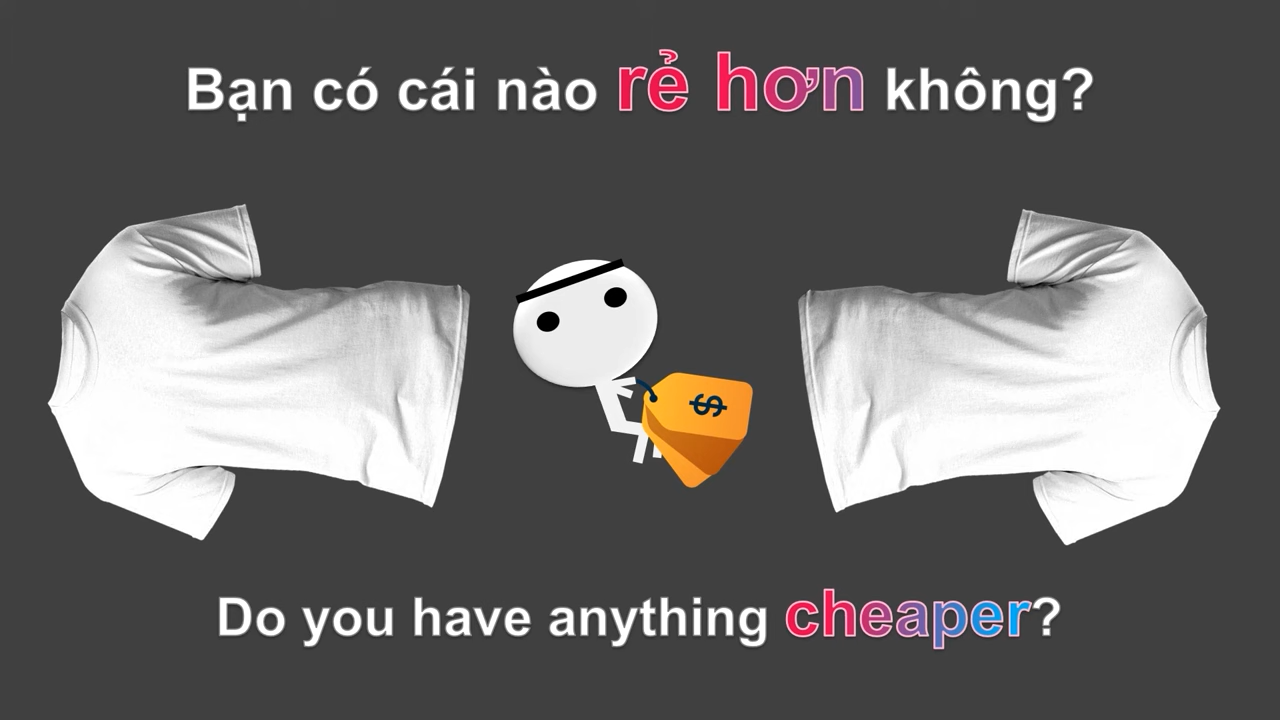 Bạn có cái nào rẻ hơn không?
$
Do you have anything cheaper?